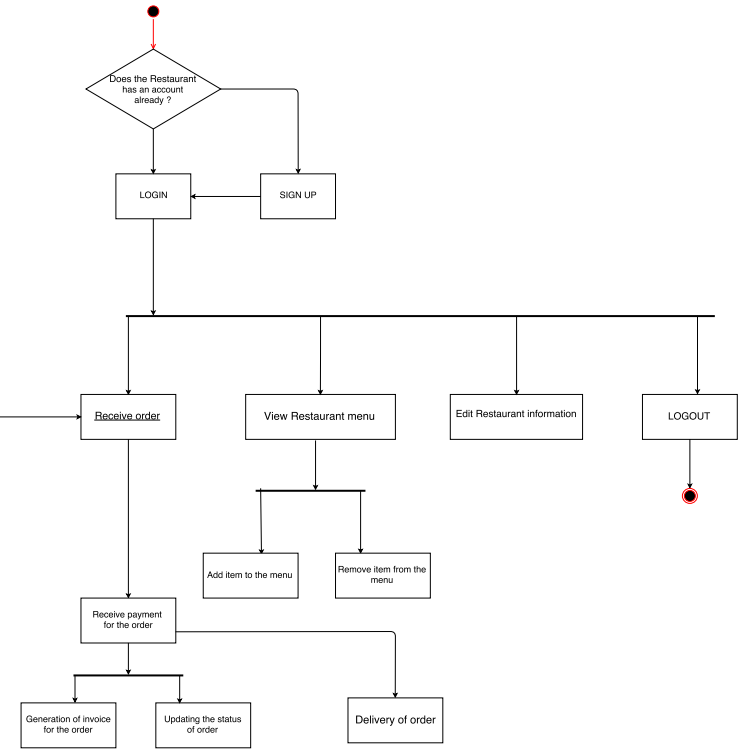 Does the Restaurant
has an account
already ?
LOGIN
SIGN UP
Receive order
View Restaurant menu
Edit Restaurant information
LOGOUT
Add item to the menu
Remove item from the
menu
Receive payment
for the order
Generation of invoice
for the order
Updating the status
of order
Delivery of order